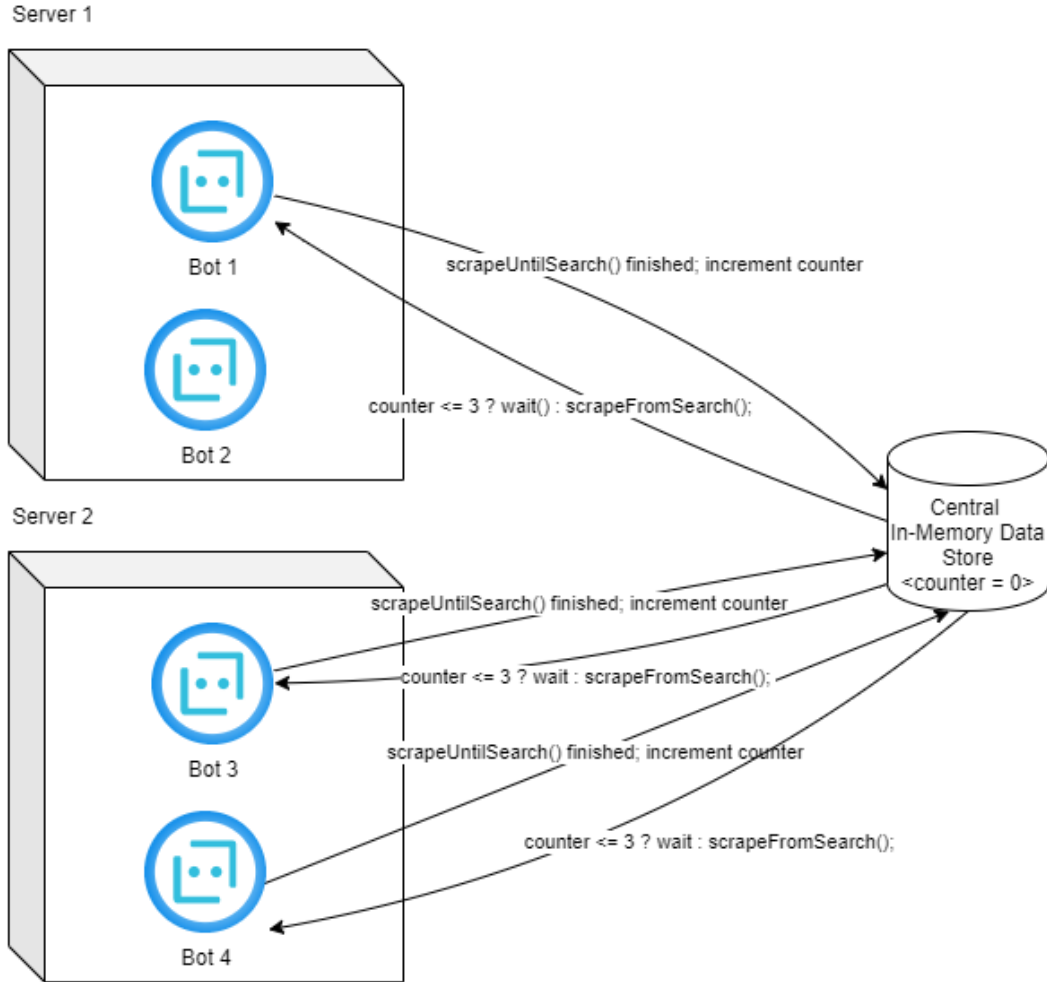 Server 1
Bot 1
scrapeUntilSearch() finished; increment counter
counter <= 3 ? wait() : scrapeFromSearch();
Bot 2
Central
In-Memory Data
Store
<counter = 0>
Server 2
scrapeUntilSearch() finished; increment counter
counter <= 3 ? wait : scrapeFromSearch();
Bot 3
scrapeUntilSearch() finished; increment counter
counter <= 3 ? wait : scrapeFromSearch();
Bot 4